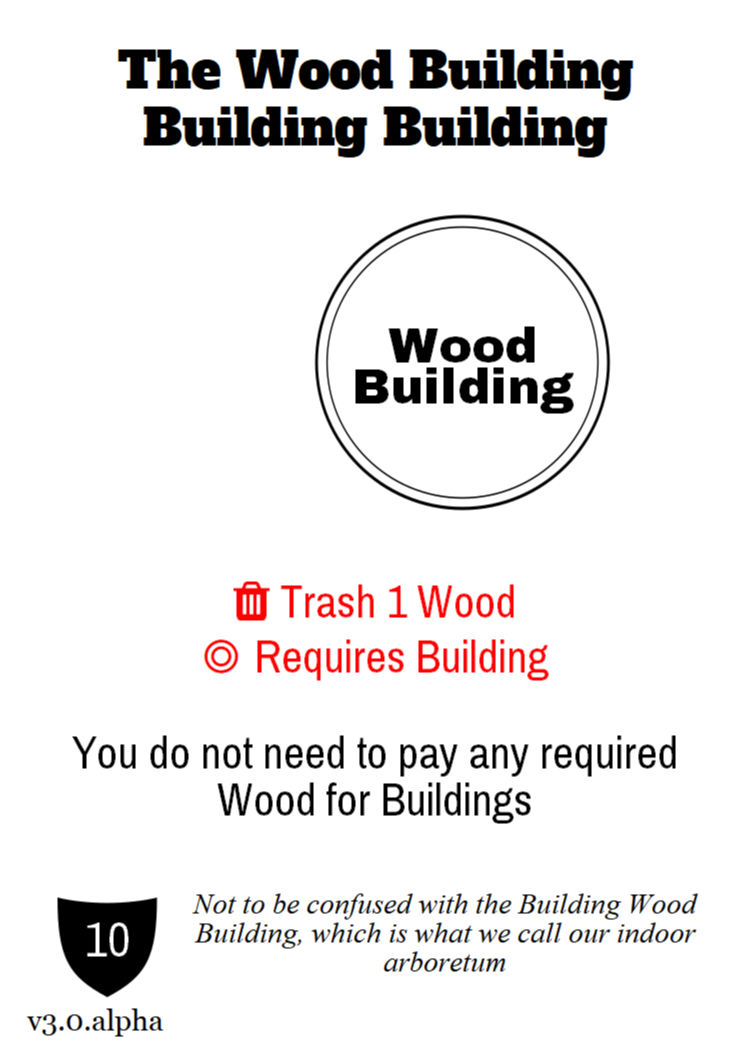 The Wood Building
Building Building
Wood
Building
Trash 1 Wood
Requires Building
You do not need to pay any required
Wood for Buildings
Not to be confused with the Building Wood
Building, which is what we call our indoor
arboretum
10
v3.0.alpha